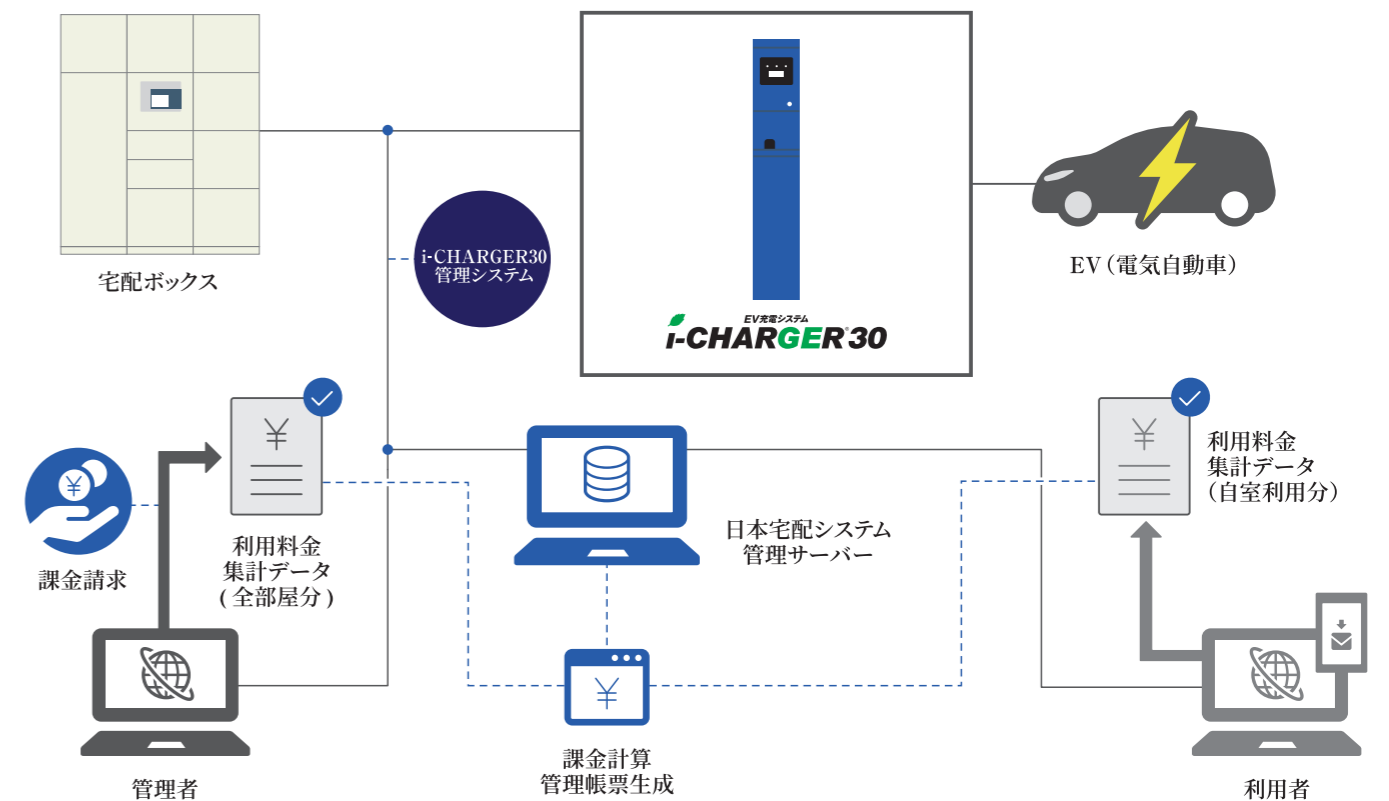 宅配ボックス
i-CHARGER30
管理システム
EV充電システム
i-CHARGER®30
EV（電気自動車）
¥
¥
課金請求
利用料金
集計データ
( 全部屋分 )
日本宅配システム
管理サーバー
¥
利用料金
集計データ
（自室利用分）
管理者
¥
課金計算
管理帳票生成
利用者